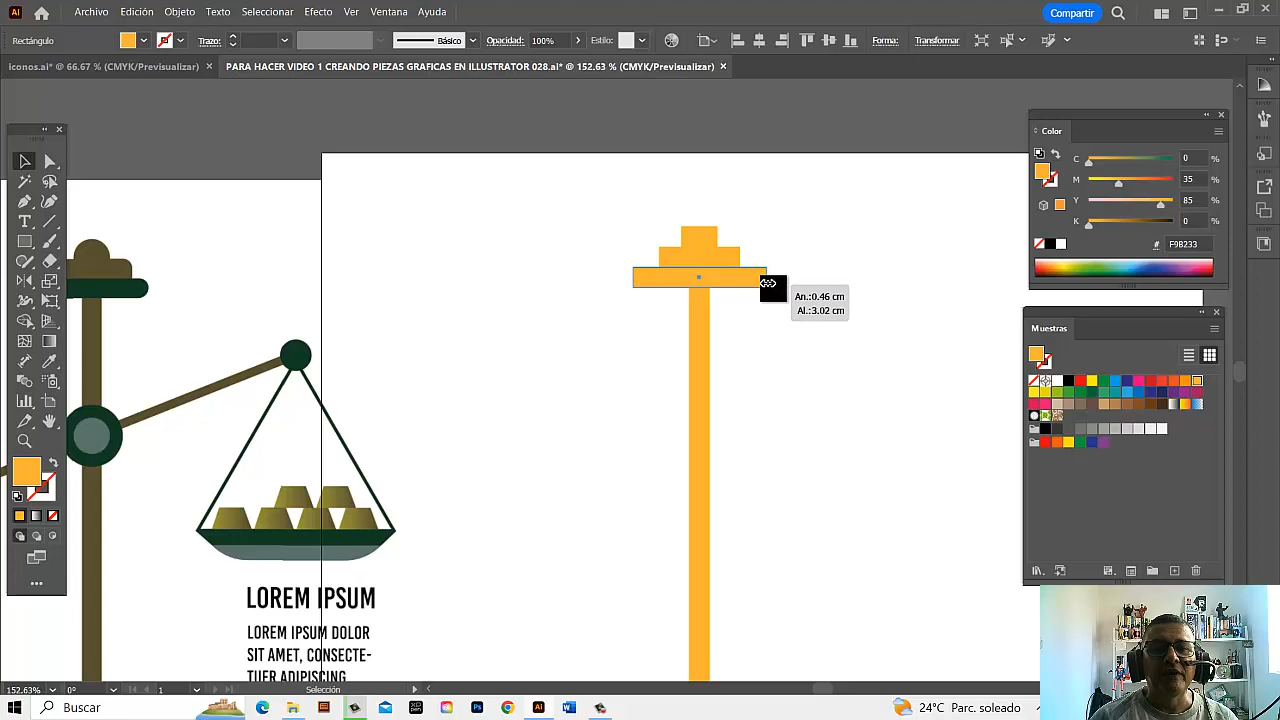 Ai Archivo Edición Objeto Texto Seleccionar Efecto Ver Ventana Ayuda Compartir
Rectángulo Trazo: Básico Opacidad: 100% Estilo: Forma: Transformar
iconos.ai* @ 66.67 % (CMYK/Previsualizar) × PARA HACER VIDEO 1 CREANDO PIEZAS GRAFICAS EN ILLUSTRATOR 028.ai* @ 152.63 % (CMYK/Previsualizar) ×
Color
C 0 %
M 35 %
Y 85 %
K 0 %
# F9B233
An.:0.46 cm
Al.:3.02 cm
Muestras
LOREM IPSUM
LOREM IPSUM DOLOR
SIT AMET, CONSECTE-
TUER ADIPISCING
152.63% 0° 1 Selección
Buscar Ai 24°C Parc. soleado